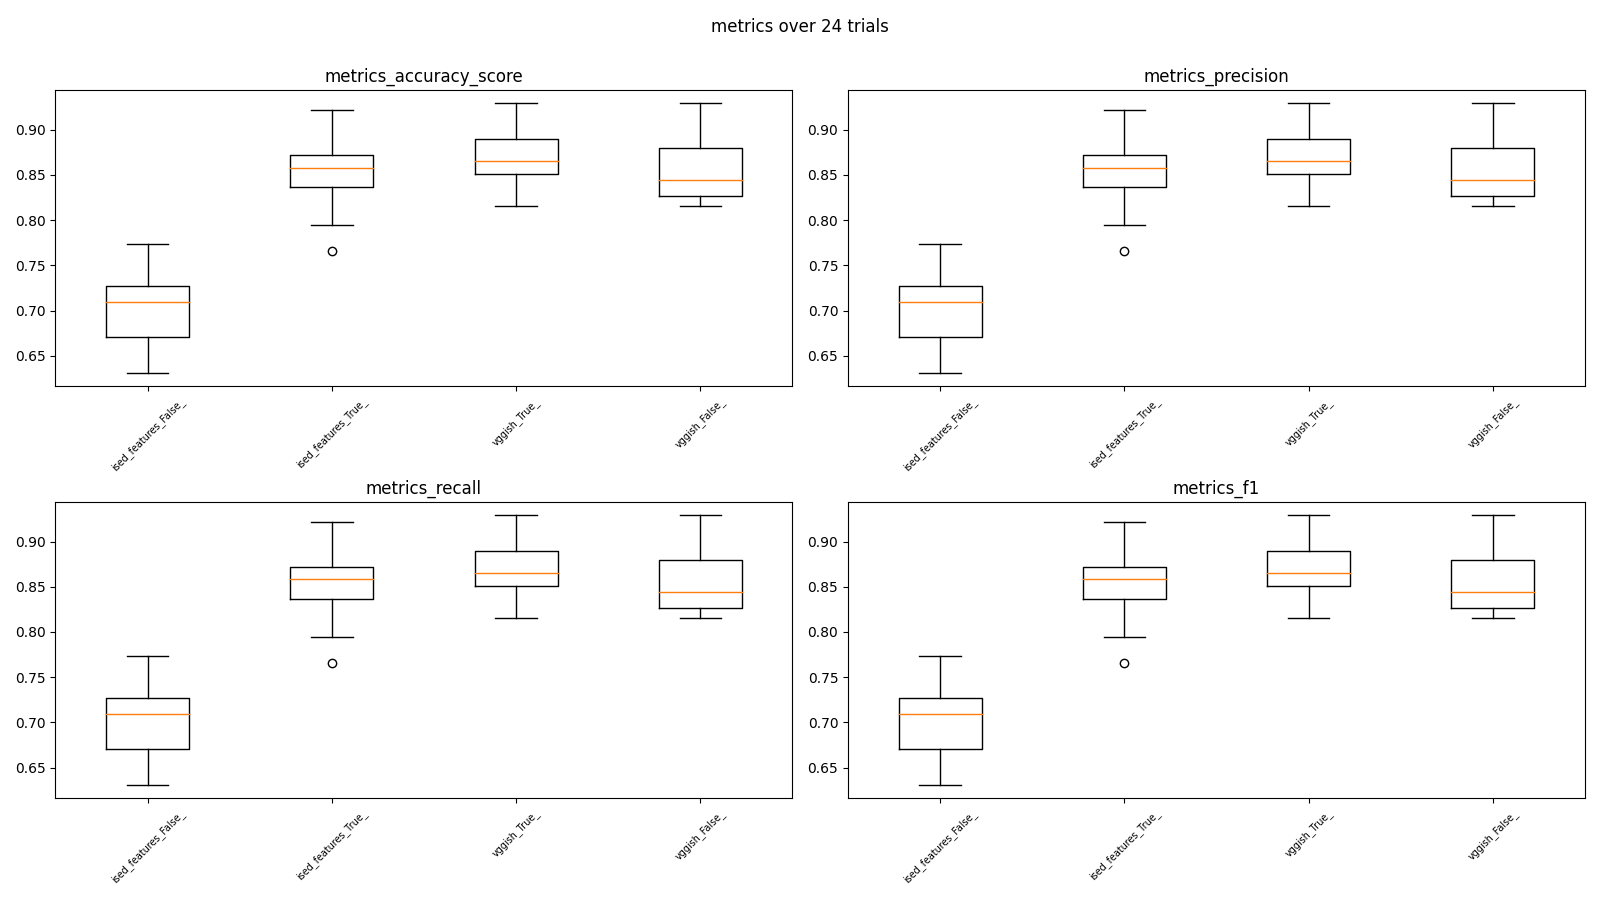 metrics over 24 trials
metrics_accuracy_score
0.90
0.85
0.80
0.75
0.70
0.65
ised_features_False_
ised_features_True_
vggish_True_
vggish_False_
metrics_precision
0.90
0.85
0.80
0.75
0.70
0.65
ised_features_False_
ised_features_True_
vggish_True_
vggish_False_
metrics_recall
0.90
0.85
0.80
0.75
0.70
0.65
ised_features_False_
ised_features_True_
vggish_True_
vggish_False_
metrics_f1
0.90
0.85
0.80
0.75
0.70
0.65
ised_features_False_
ised_features_True_
vggish_True_
vggish_False_